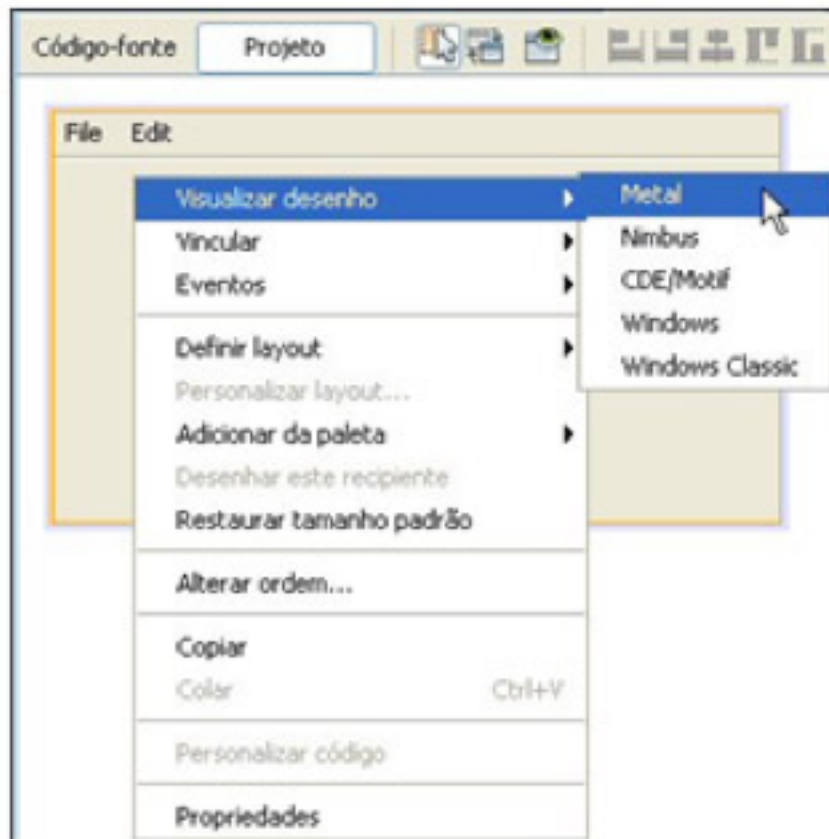 Código-fonte Projeto
File Edit
Visualizar desenho
Vincular
Eventos
Definir layout
Personalizar layout...
Adicionar da paleta
Desenhar este recipiente
Restaurar tamanho padrão
Alterar ordem...
Copiar
Colar Ctrl+V
Personalizar código
Propriedades
Metal
Nimbus
CDE/Motif
Windows
Windows Classic